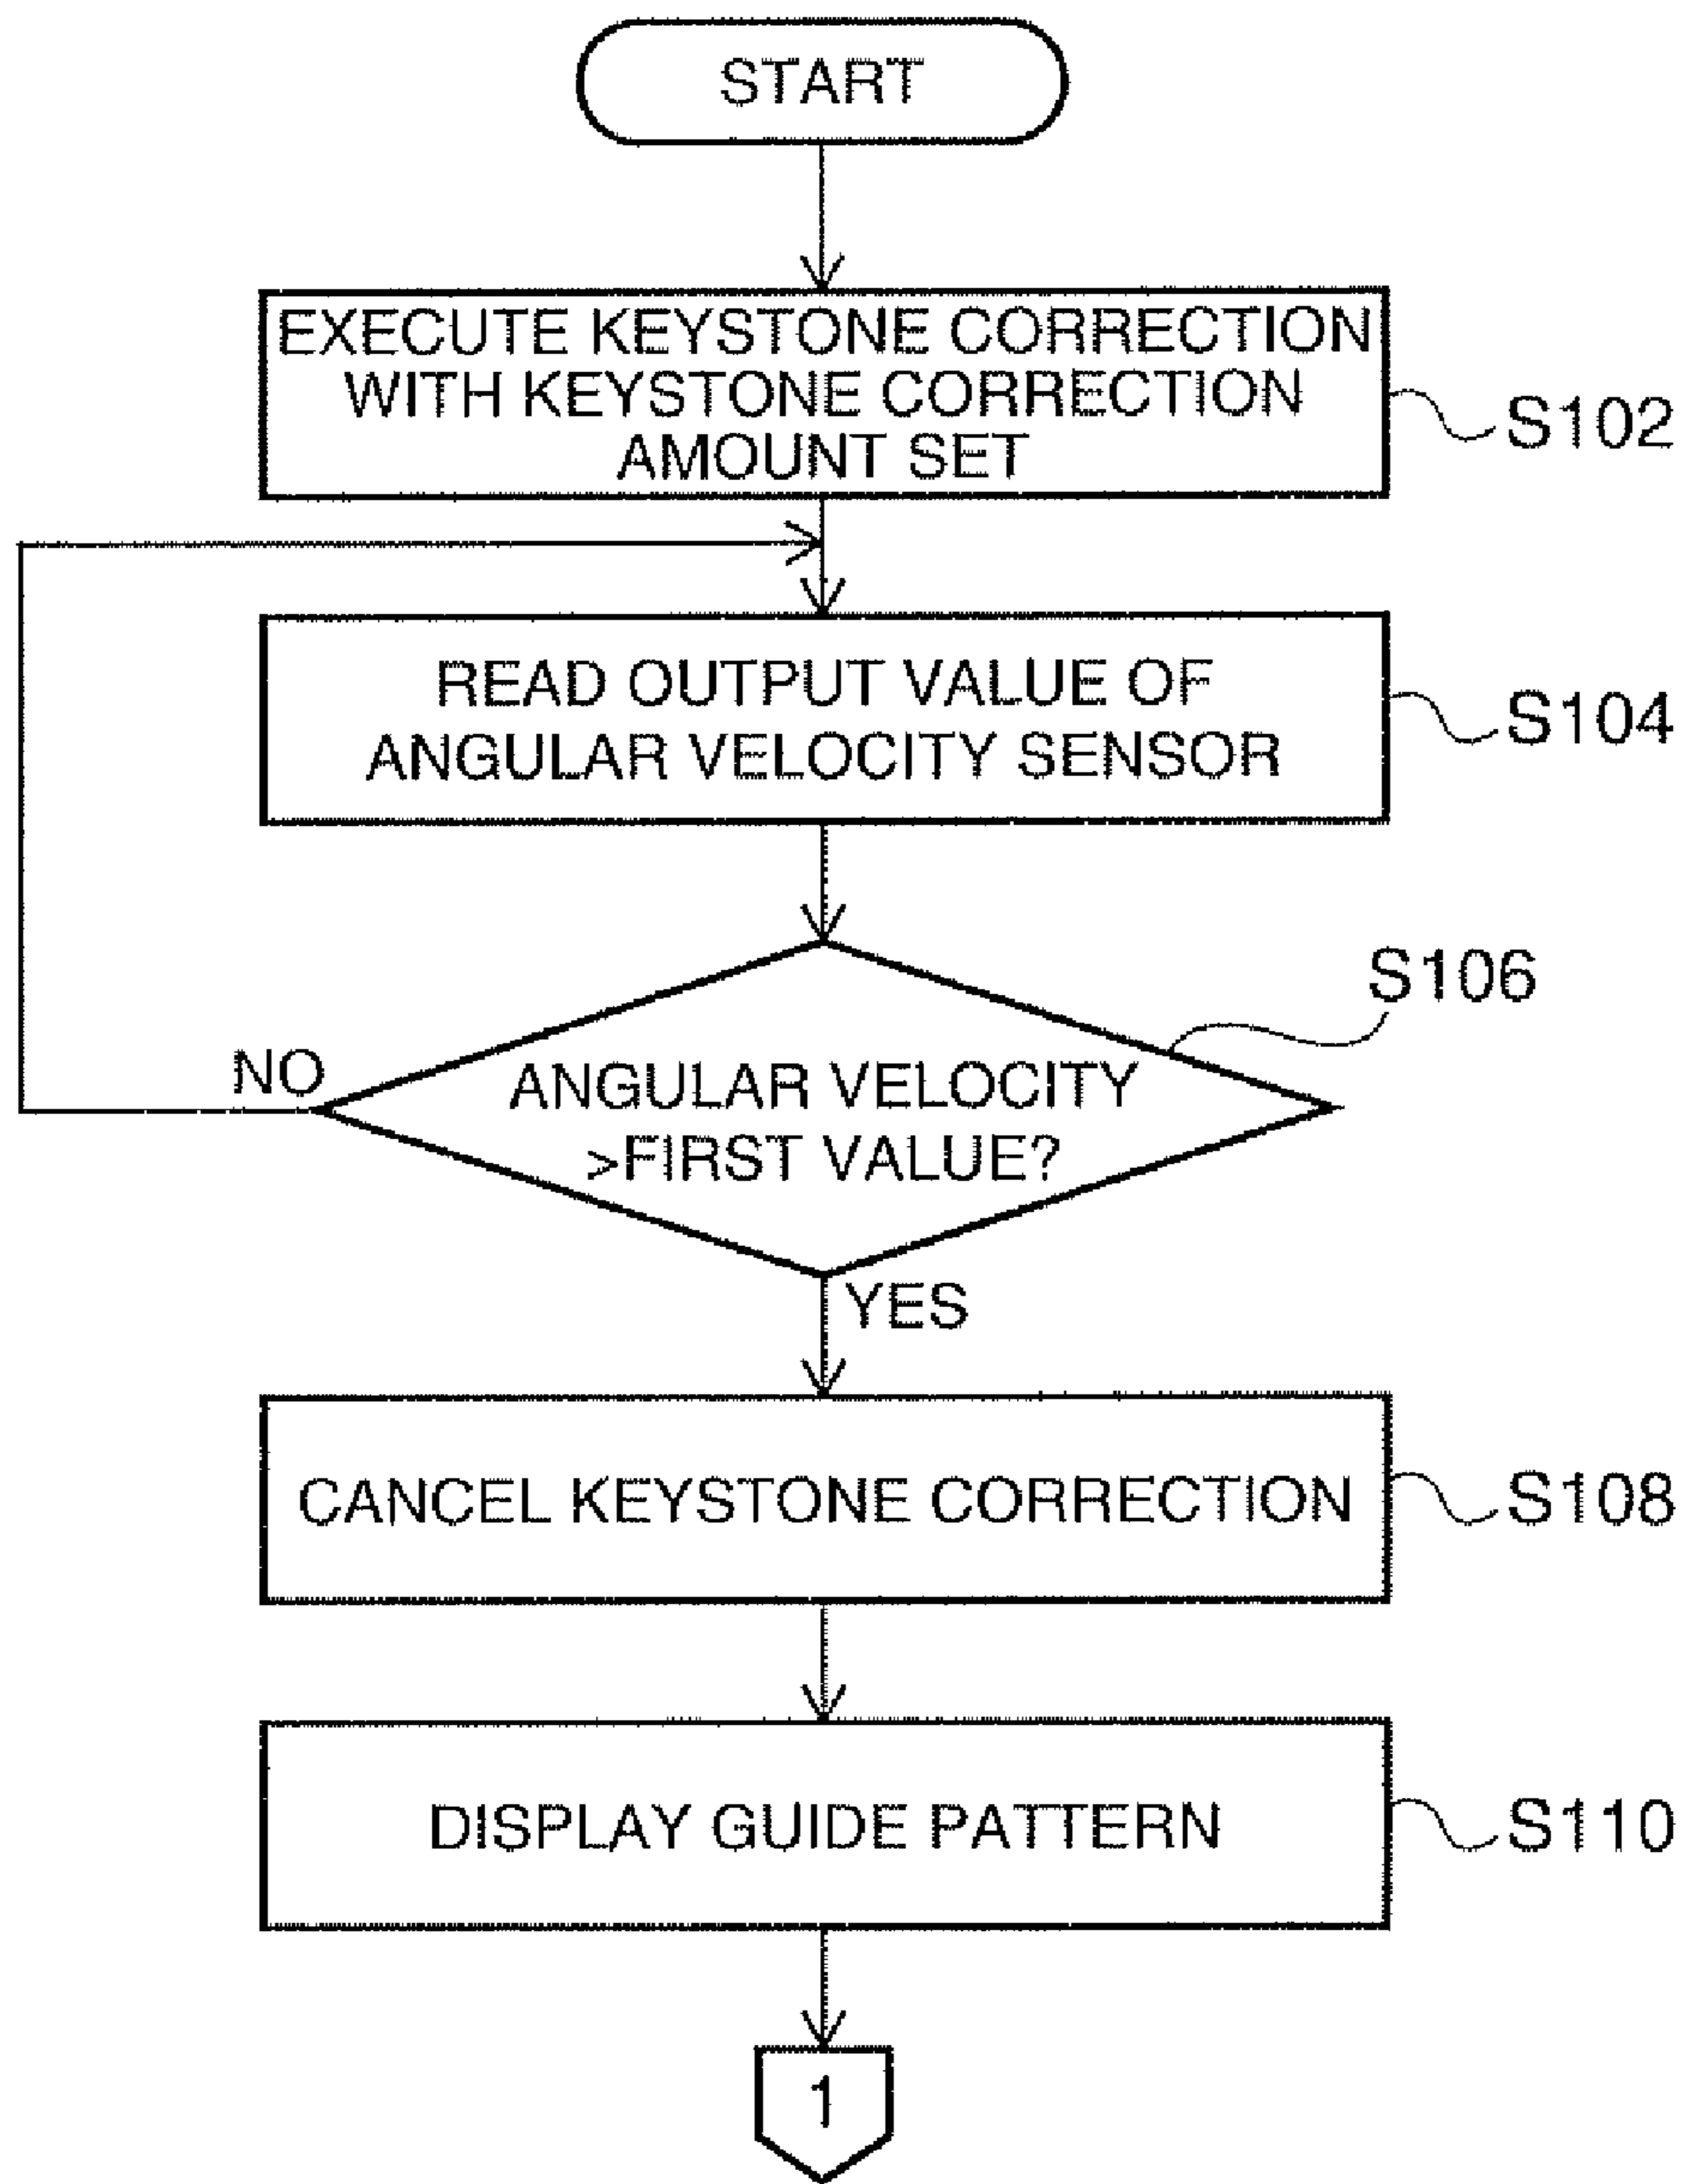 START
EXECUTE KEYSTONE CORRECTION
WITH KEYSTONE CORRECTION
AMOUNT SET
S102
READ OUTPUT VALUE OF
ANGULAR VELOCITY SENSOR
S104
S106
NO
ANGULAR VELOCITY
>FIRST VALUE?
YES
CANCEL KEYSTONE CORRECTION
S108
DISPLAY GUIDE PATTERN
S110
1